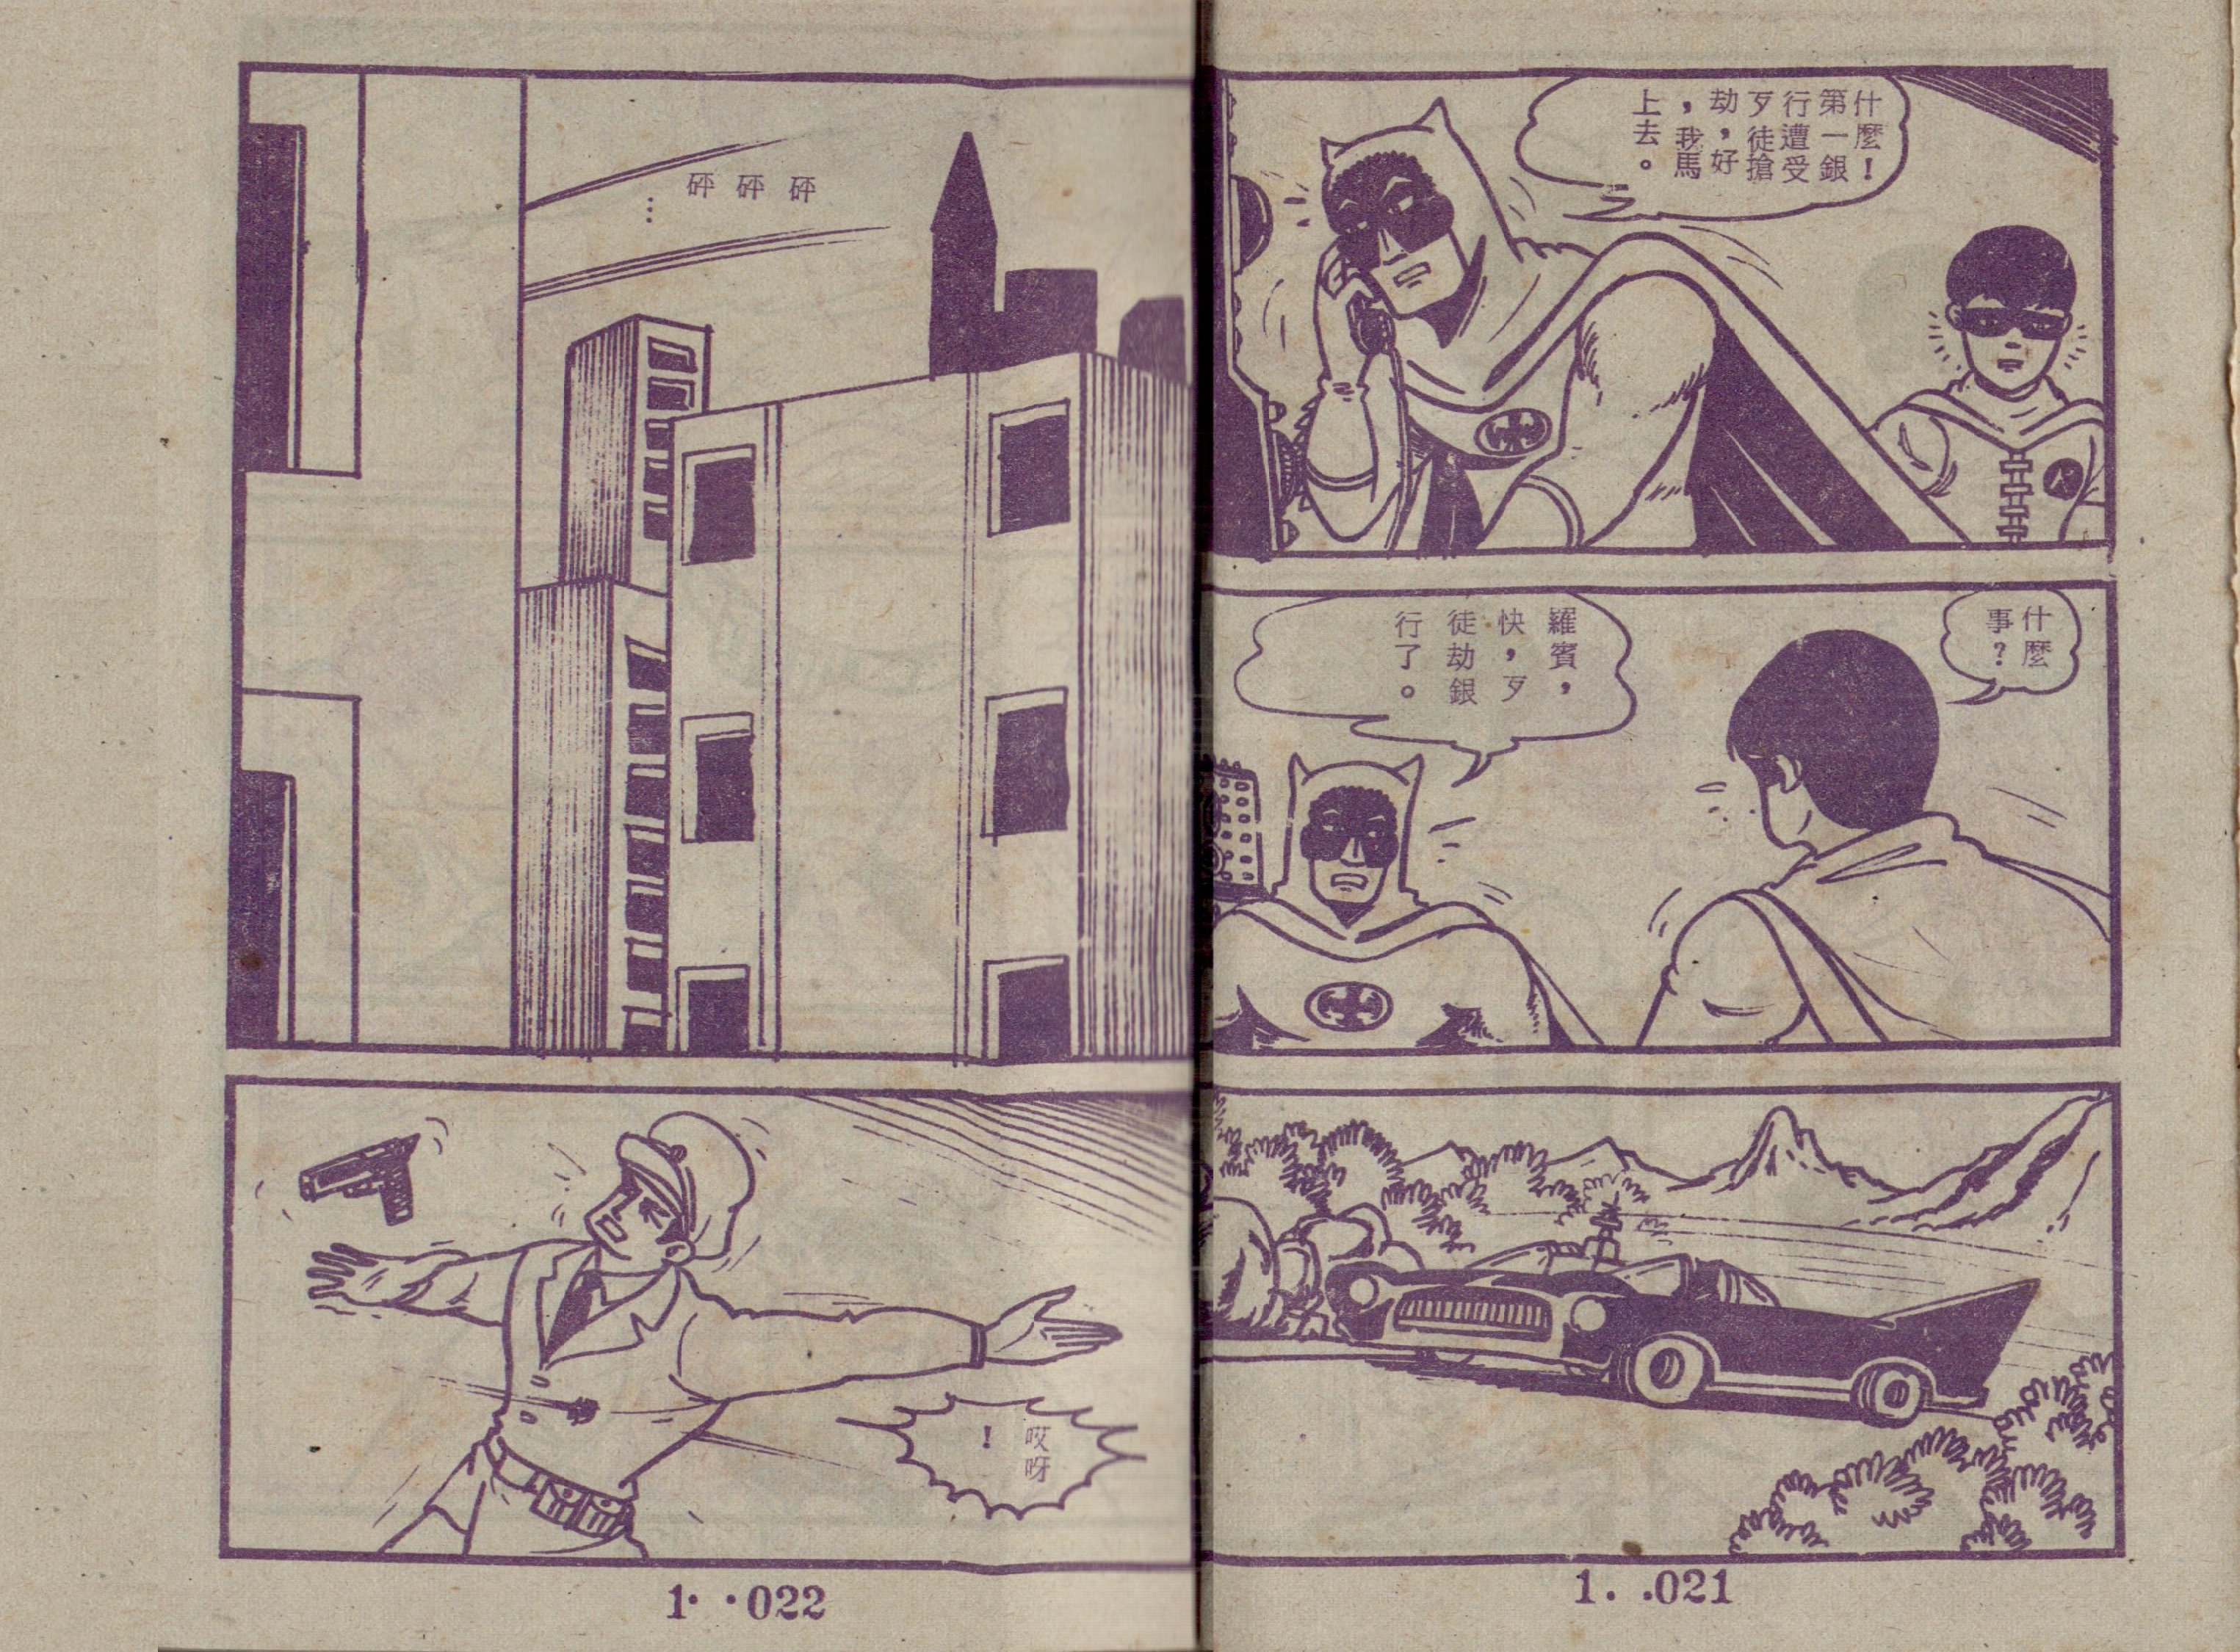 什麼！
第一銀
行遭受
歹徒搶
劫，好
，我馬
上去。
什麼
事？
羅賓，
快，歹
徒劫銀
行了。
1. .021
砰 砰 砰
…
哎呀
！
1. .022